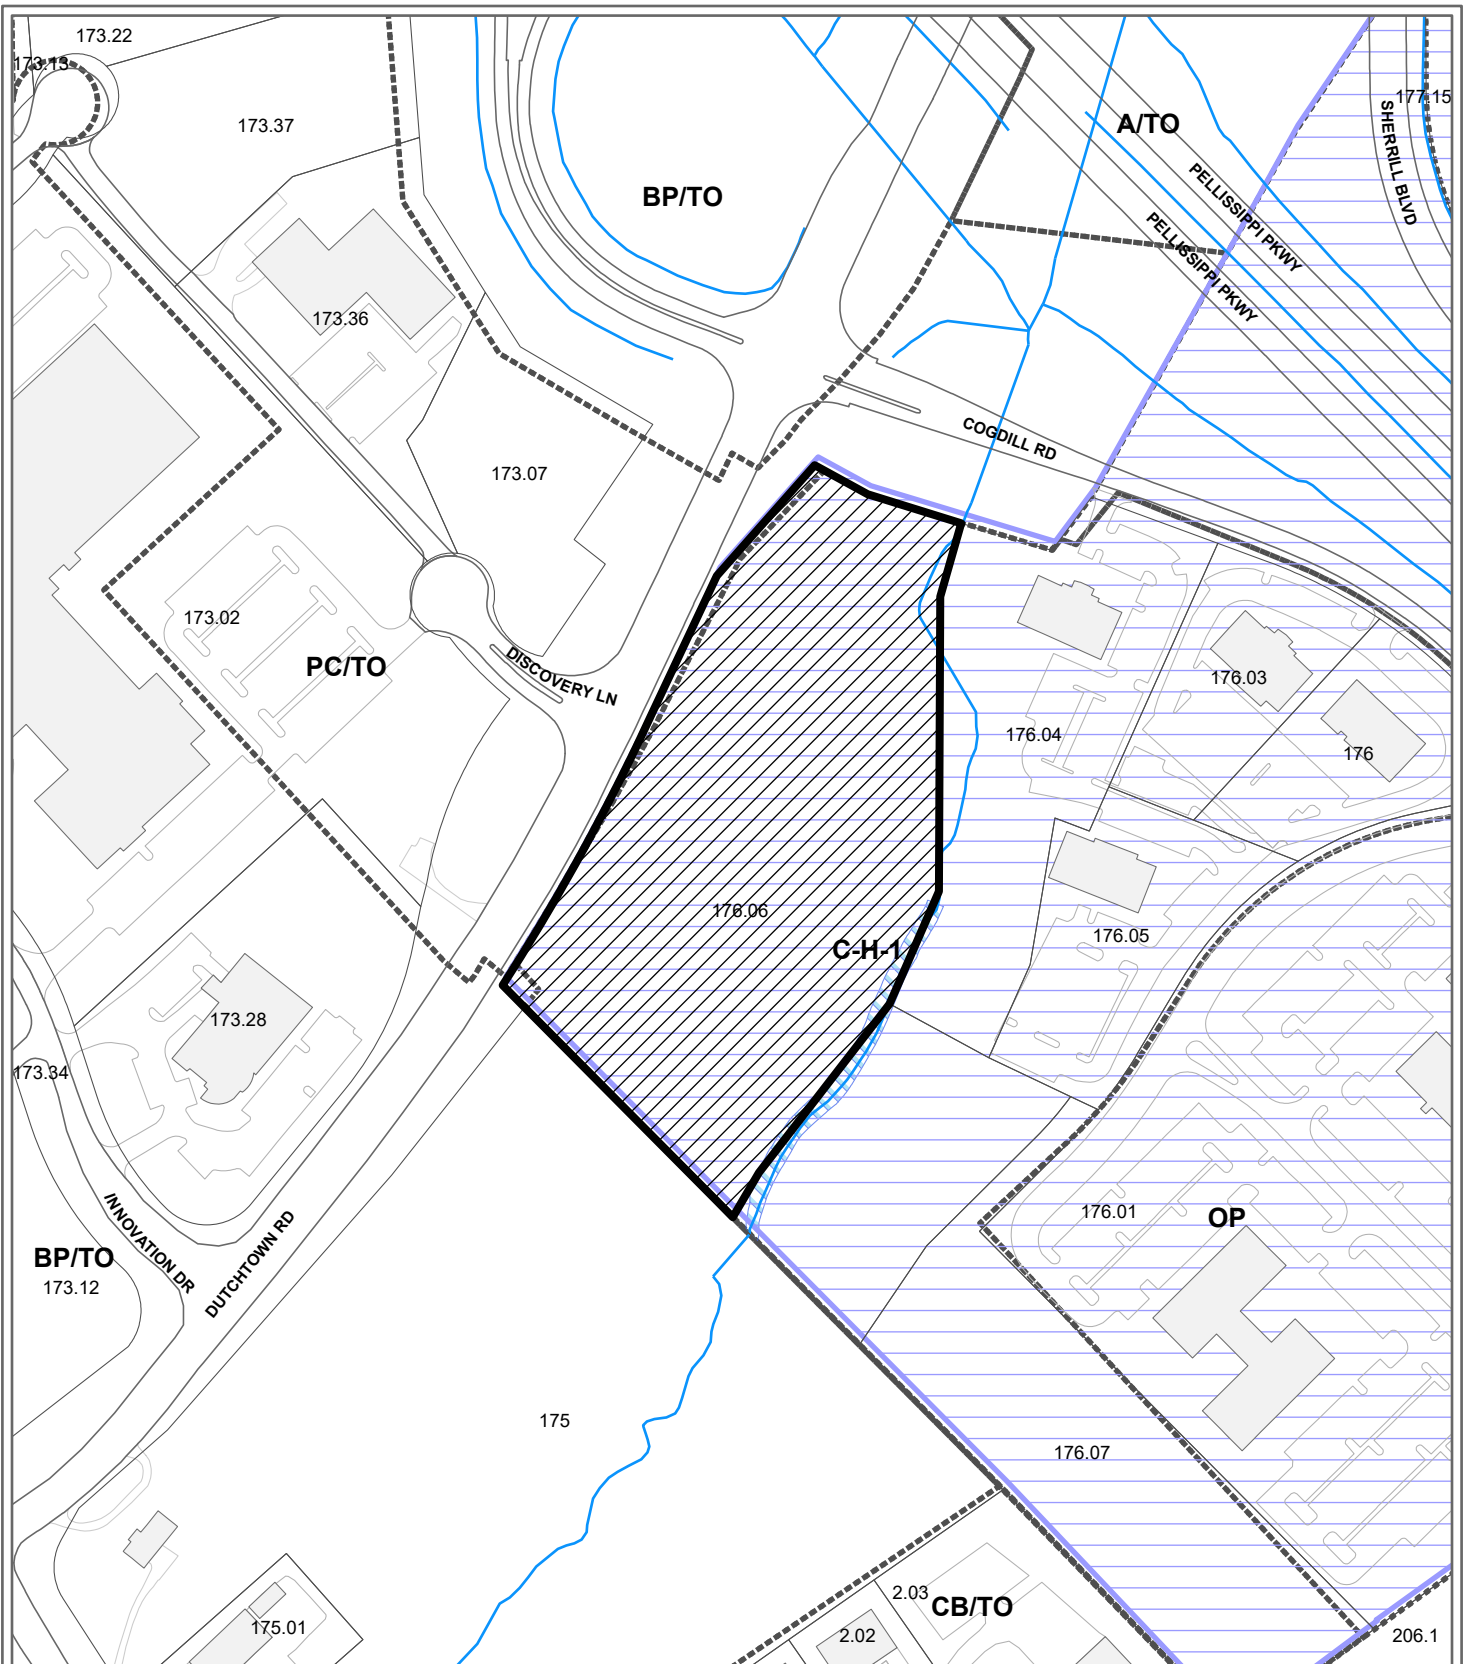 173.22
173.13
177.15
173.37
A/TO
SHERRILL BLVD
BP/TO
PELLISSIPPI PKWY
PELLISSIPPI PKWY
173.36
COGDILL RD
173.07
173.02
PC/TO
DISCOVERY LN
176.03
176.04
176
176.06
C-H-1
176.05
173.28
173.34
176.01
OP
INNOVATION DR
DUTCHTOWN RD
BP/TO
173.12
175
176.07
2.03
CB/TO
175.01
2.02
206.1